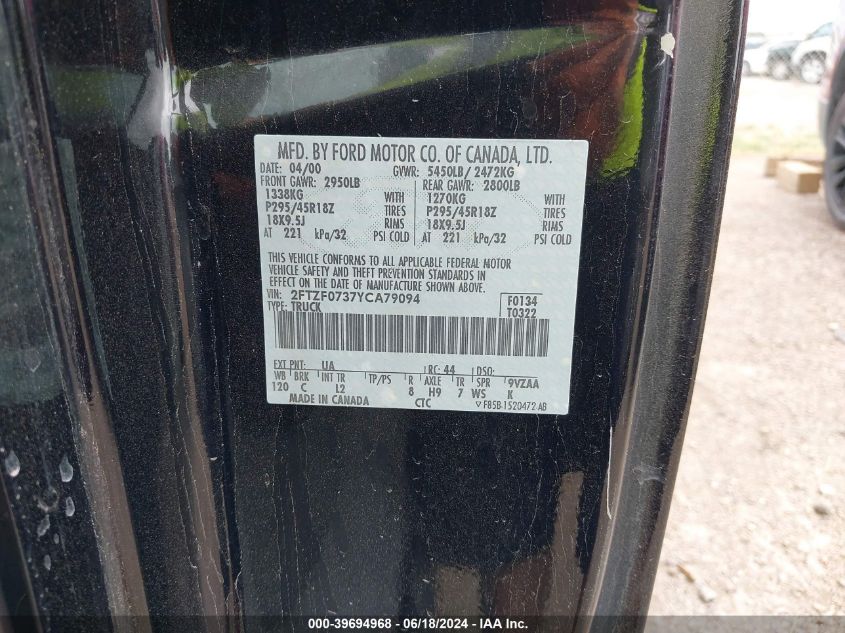 MFD. BY FORD MOTOR CO. OF CANADA, LTD.
DATE: 04/00 GVWR: 5450LB/ 2472KG
FRONT GAWR: 2950LB REAR GAWR: 2800LB
1338KG WITH 1270KG WITH
P295/45R18Z TIRES P295/45R18Z TIRES
18X9.5J RIMS 18X9.5J RIMS
AT 221 kPa/32 PSI COLD AT 221 kPa/32 PSI COLD
THIS VEHICLE CONFORMS TO ALL APPLICABLE FEDERAL MOTOR
VEHICLE SAFETY AND THEFT PREVENTION STANDARDS IN
EFFECT ON THE DATE OF MANUFACTURE SHOWN ABOVE.
VIN: 2FTZF0737YCA79094 F0134
TYPE: TRUCK T0322
EXT PNT: UA RC: 44 DSO:
WB BRK INT TR TP/PS R AXLE TR SPR 9VZAA
120 C L2 8 H9 7 WS K
MADE IN CANADA CTC F85B-1520472-AB
000-39694968 - 06/18/2024 - IAA Inc.